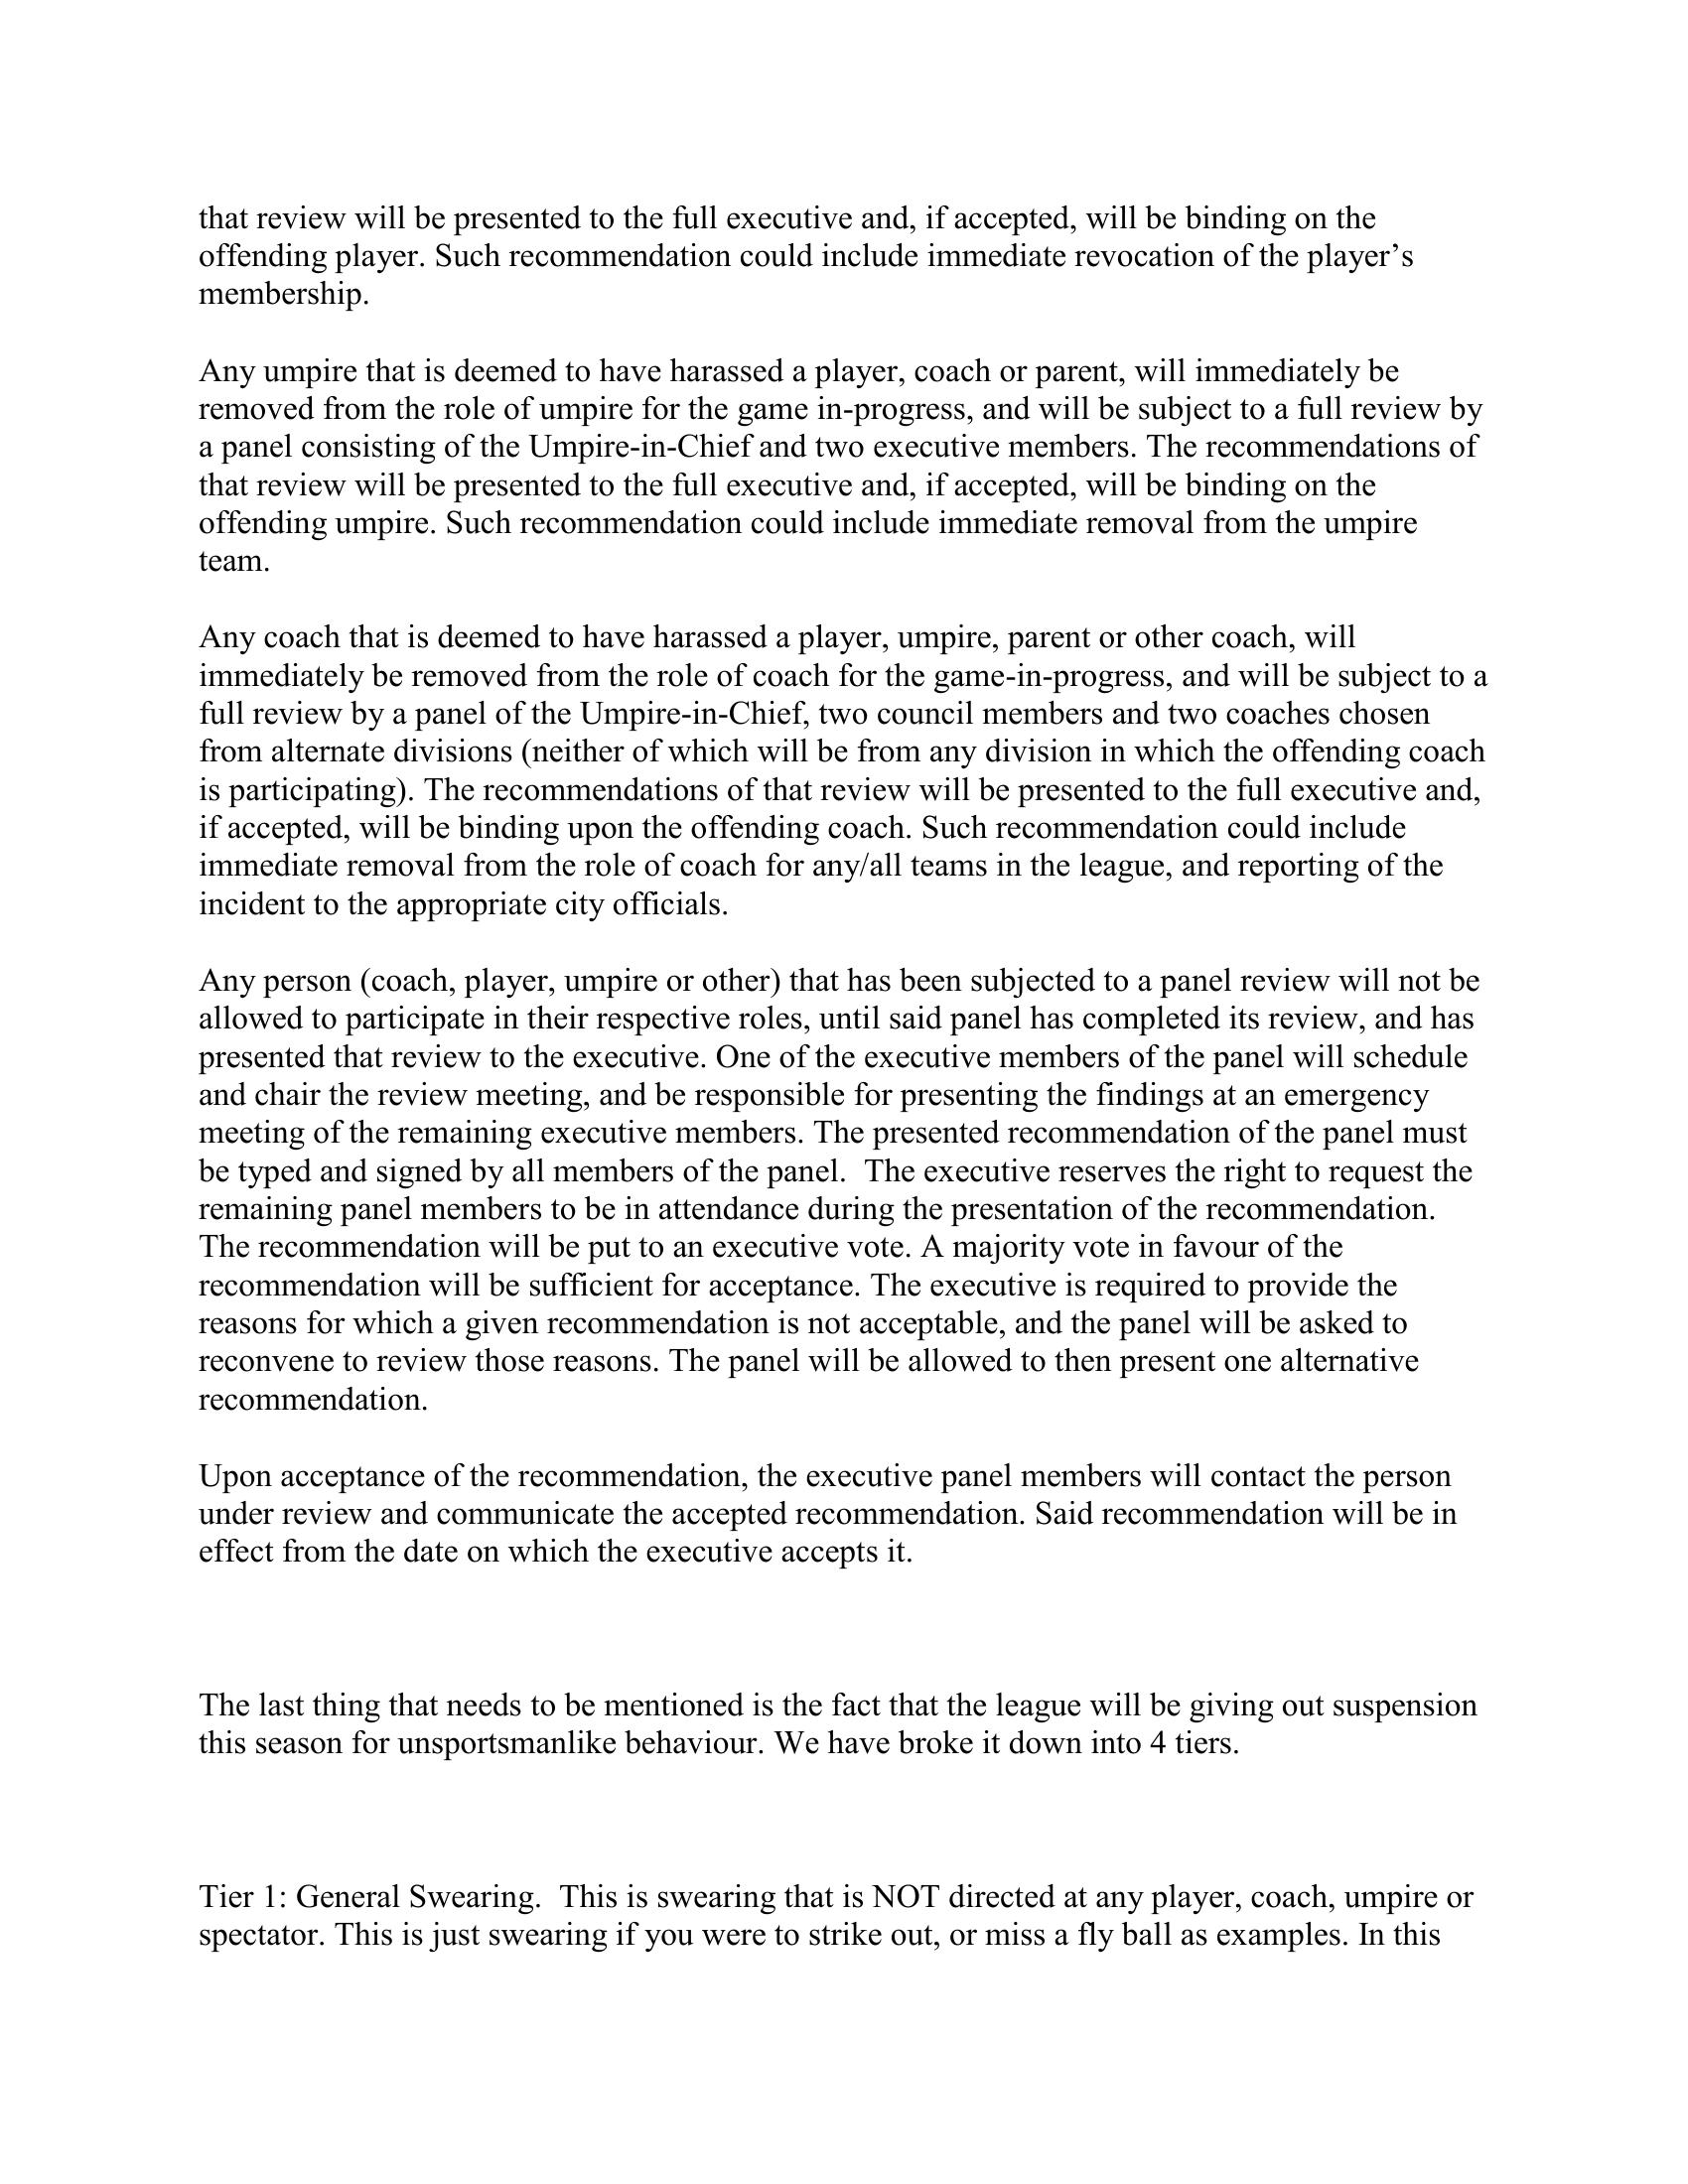 that review will be presented to the full executive and, if accepted, will be binding on the
offending player. Such recommendation could include immediate revocation of the player’s
membership.
Any umpire that is deemed to have harassed a player, coach or parent, will immediately be
removed from the role of umpire for the game in-progress, and will be subject to a full review by
a panel consisting of the Umpire-in-Chief and two executive members. The recommendations of
that review will be presented to the full executive and, if accepted, will be binding on the
offending umpire. Such recommendation could include immediate removal from the umpire
team.
Any coach that is deemed to have harassed a player, umpire, parent or other coach, will
immediately be removed from the role of coach for the game-in-progress, and will be subject to a
full review by a panel of the Umpire-in-Chief, two council members and two coaches chosen
from alternate divisions (neither of which will be from any division in which the offending coach
is participating). The recommendations of that review will be presented to the full executive and,
if accepted, will be binding upon the offending coach. Such recommendation could include
immediate removal from the role of coach for any/all teams in the league, and reporting of the
incident to the appropriate city officials.
Any person (coach, player, umpire or other) that has been subjected to a panel review will not be
allowed to participate in their respective roles, until said panel has completed its review, and has
presented that review to the executive. One of the executive members of the panel will schedule
and chair the review meeting, and be responsible for presenting the findings at an emergency
meeting of the remaining executive members. The presented recommendation of the panel must
be typed and signed by all members of the panel.  The executive reserves the right to request the
remaining panel members to be in attendance during the presentation of the recommendation.
The recommendation will be put to an executive vote. A majority vote in favour of the
recommendation will be sufficient for acceptance. The executive is required to provide the
reasons for which a given recommendation is not acceptable, and the panel will be asked to
reconvene to review those reasons. The panel will be allowed to then present one alternative
recommendation.
Upon acceptance of the recommendation, the executive panel members will contact the person
under review and communicate the accepted recommendation. Said recommendation will be in
effect from the date on which the executive accepts it.
The last thing that needs to be mentioned is the fact that the league will be giving out suspension
this season for unsportsmanlike behaviour. We have broke it down into 4 tiers.
Tier 1: General Swearing.  This is swearing that is NOT directed at any player, coach, umpire or
spectator. This is just swearing if you were to strike out, or miss a fly ball as examples. In this